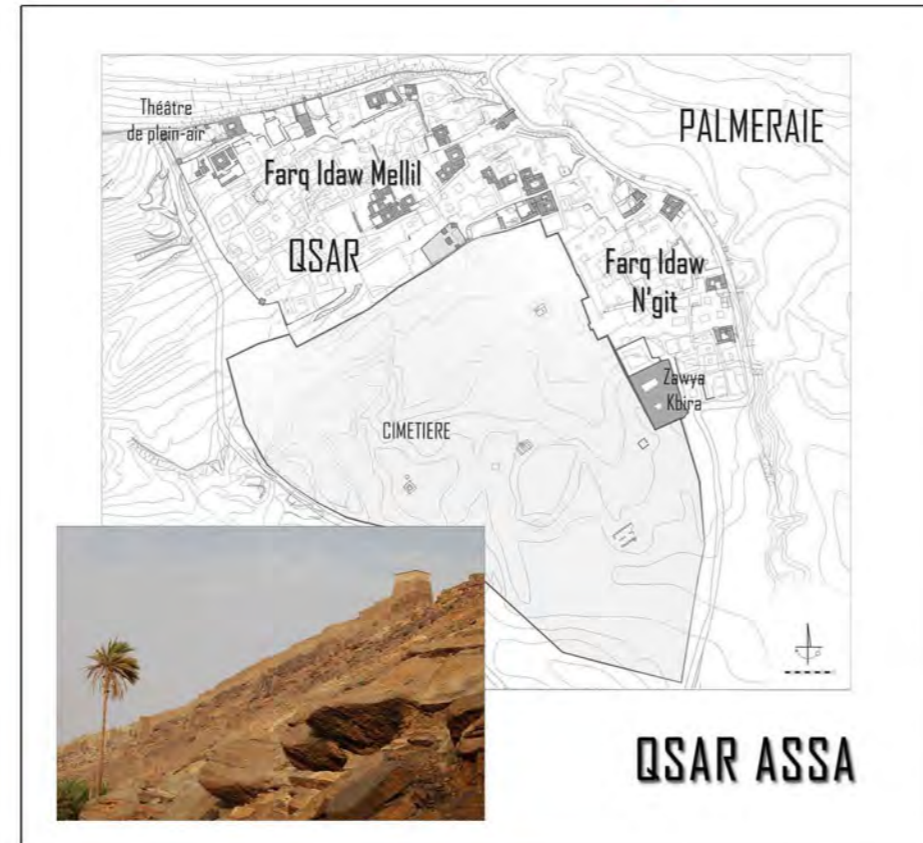 Théâtre
de plein-air
PALMERAIE
Farq Idaw Mellil
QSAR
Farq Idaw
N'git
Zawya
Kbira
CIMETIERE
QSAR ASSA